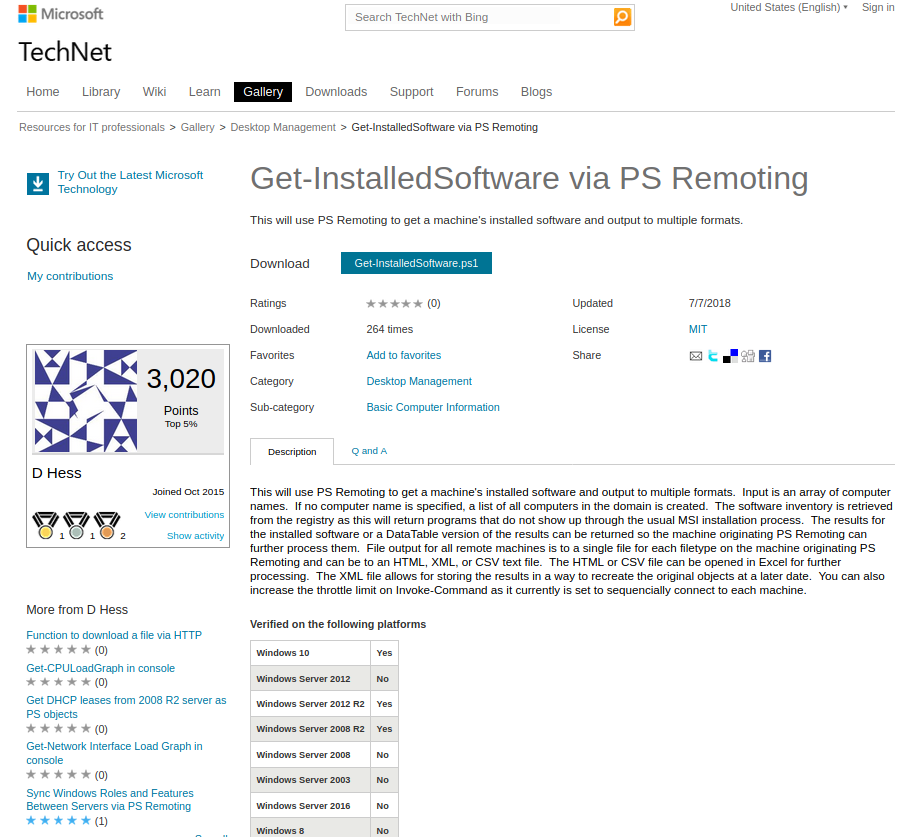 Microsoft
Search TechNet with Bing
United States (English)
Sign in
TechNet
Home Library Wiki Learn Gallery Downloads Support Forums Blogs
Resources for IT professionals > Gallery > Desktop Management > Get-InstalledSoftware via PS Remoting
Try Out the Latest Microsoft
Technology
Quick access
My contributions
3,020
Points
Top 5%
D Hess
Joined Oct 2015
View contributions
1 1 2
Show activity
More from D Hess
Function to download a file via HTTP
(0)
Get-CPULoadGraph in console
(0)
Get DHCP leases from 2008 R2 server as
PS objects
(0)
Get-Network Interface Load Graph in
console
(0)
Sync Windows Roles and Features
Between Servers via PS Remoting
(1)
Get-InstalledSoftware via PS Remoting
This will use PS Remoting to get a machine's installed software and output to multiple formats.
Download Get-InstalledSoftware.ps1
Ratings (0) Updated 7/7/2018
Downloaded 264 times License MIT
Favorites Add to favorites Share
Category Desktop Management
Sub-category Basic Computer Information
Description Q and A
This will use PS Remoting to get a machine's installed software and output to multiple formats.  Input is an array of computer
names.  If no computer name is specified, a list of all computers in the domain is created.  The software inventory is retrieved
from the registry as this will return programs that do not show up through the usual MSI installation process.  The results for
the installed software or a DataTable version of the results can be returned so the machine originating PS Remoting can
further process them.  File output for all remote machines is to a single file for each filetype on the machine originating PS
Remoting and can be to an HTML, XML, or CSV text file.  The HTML or CSV file can be opened in Excel for further
processing.  The XML file allows for storing the results in a way to recreate the original objects at a later date.  You can also
increase the throttle limit on Invoke-Command as it currently is set to sequencially connect to each machine.
Verified on the following platforms
Windows 10 Yes
Windows Server 2012 No
Windows Server 2012 R2 Yes
Windows Server 2008 R2 Yes
Windows Server 2008 No
Windows Server 2003 No
Windows Server 2016 No
Windows 8 No